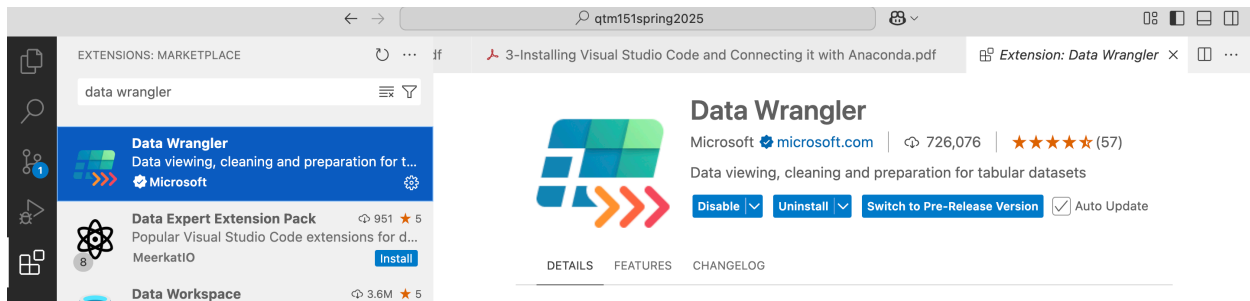 qtm151spring2025
EXTENSIONS: MARKETPLACE
df
3-Installing Visual Studio Code and Connecting it with Anaconda.pdf
Extension: Data Wrangler
data wrangler
Data Wrangler
Data viewing, cleaning and preparation for t...
Microsoft
Data Expert Extension Pack
951
5
Popular Visual Studio Code extensions for d...
MeerkatIO
Install
8
Data Workspace
3.6M
5
1
Data Wrangler
Microsoft
microsoft.com
726,076
(57)
Data viewing, cleaning and preparation for tabular datasets
Disable
Uninstall
Switch to Pre-Release Version
Auto Update
DETAILS
FEATURES
CHANGELOG